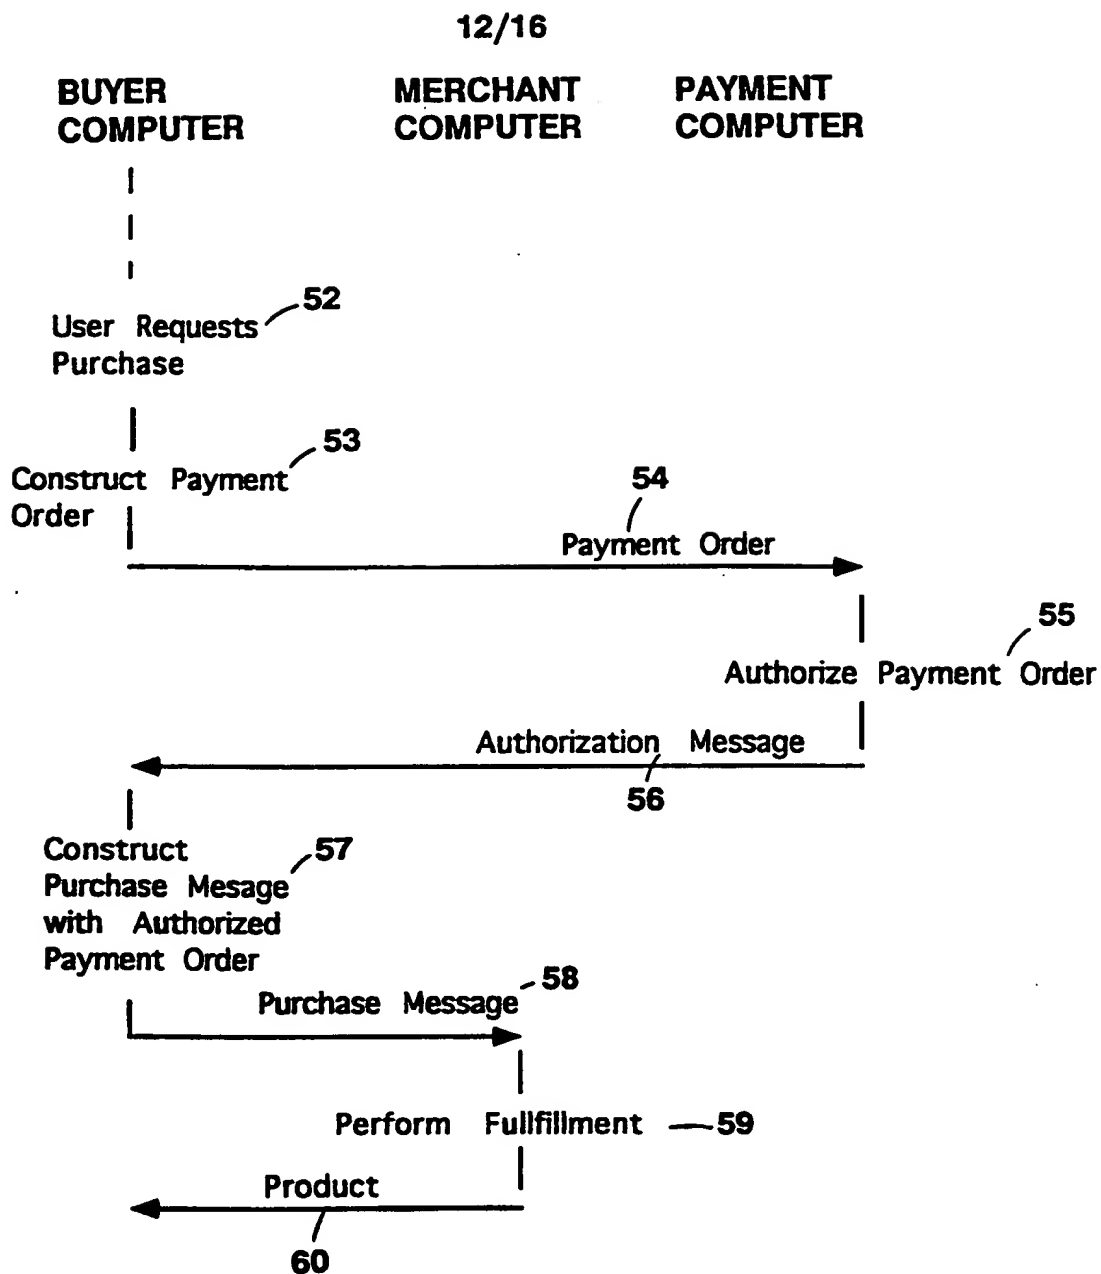 12/16
BUYER
COMPUTER
MERCHANT
COMPUTER
PAYMENT
COMPUTER
52
User Requests
Purchase
53
Construct Payment
Order
54
Payment Order
55
Authorize Payment Order
Authorization Message
56
Construct
57
Purchase Mesage
with Authorized
Payment Order
58
Purchase Message
Perform Fullfillment
59
Product
60